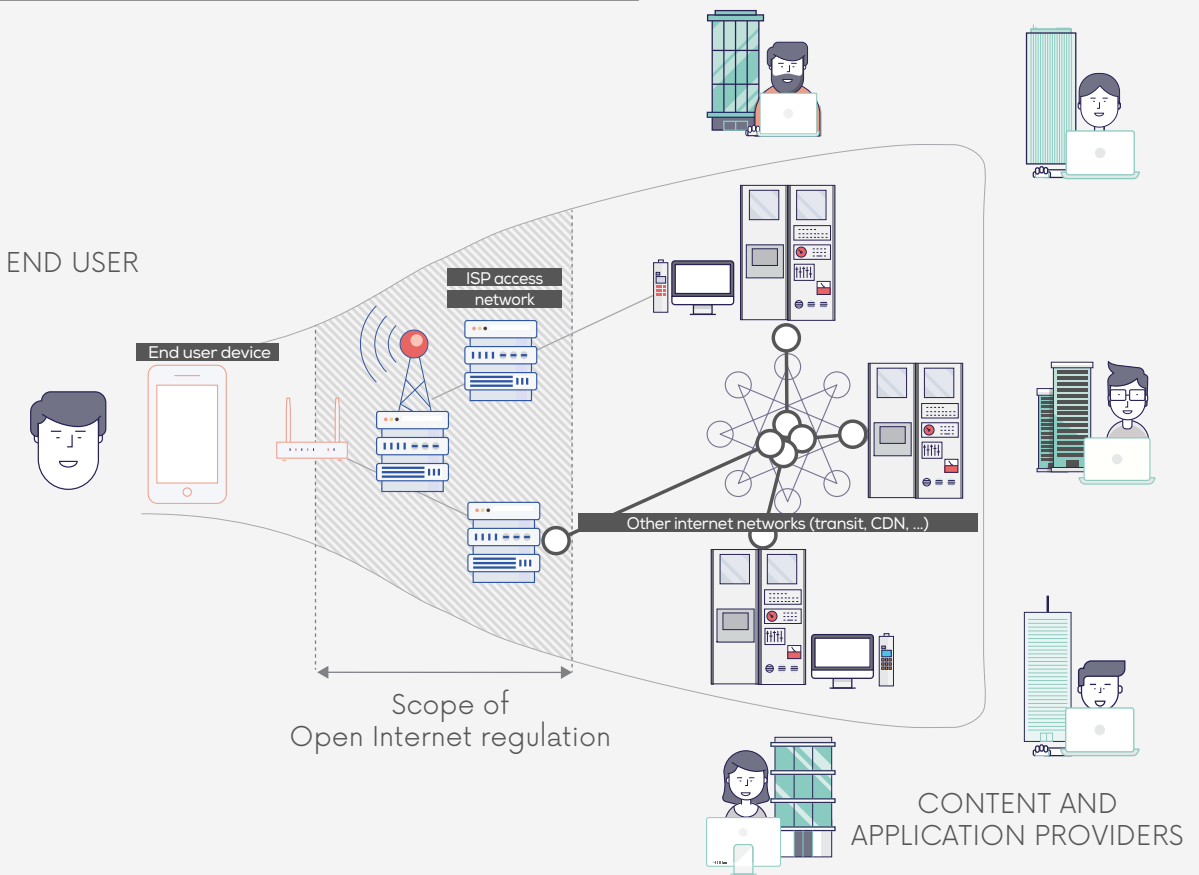 END USER
ISP access
network
End user device
Other internet networks (transit, CDN, ...)
Scope of
Open Internet regulation
CONTENT AND
APPLICATION PROVIDERS